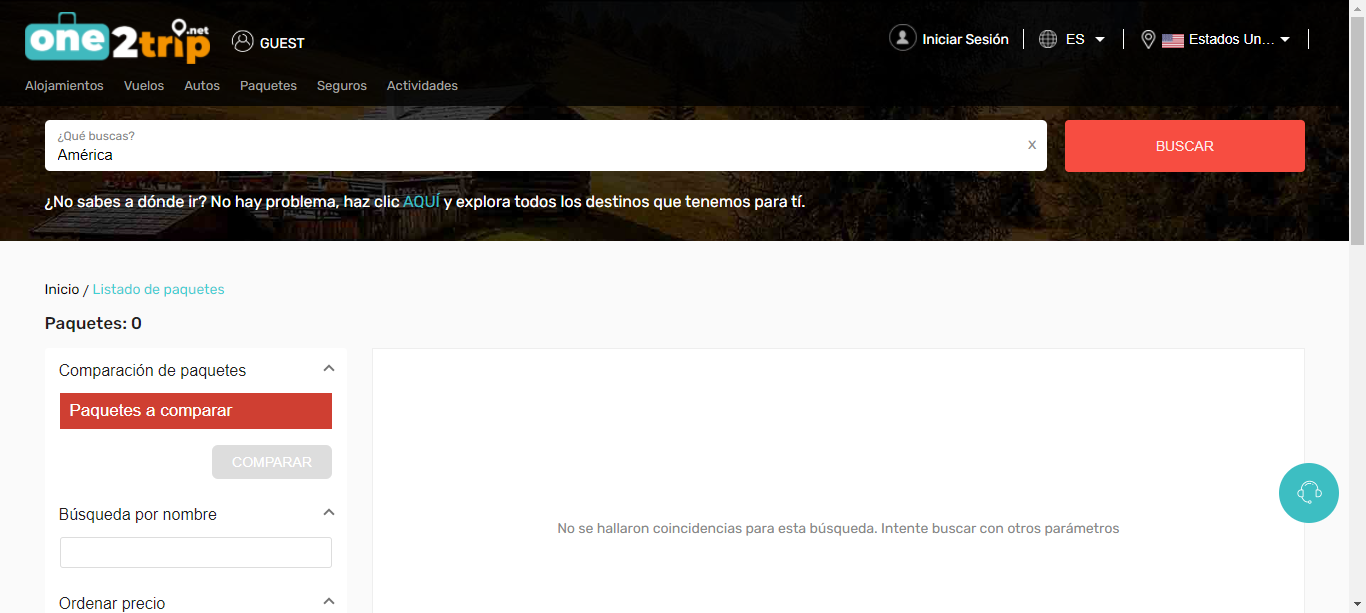 one2trip.net
GUEST
Iniciar Sesión
ES
Estados Un...
Alojamientos Vuelos Autos Paquetes Seguros Actividades
¿Qué buscas?
América
x
BUSCAR
¿No sabes a dónde ir? No hay problema, haz clic AQUÍ y explora todos los destinos que tenemos para tí.
Inicio / Listado de paquetes
Paquetes: 0
Comparación de paquetes
Paquetes a comparar
COMPARAR
Búsqueda por nombre
No se hallaron coincidencias para esta búsqueda. Intente buscar con otros parámetros
Ordenar precio